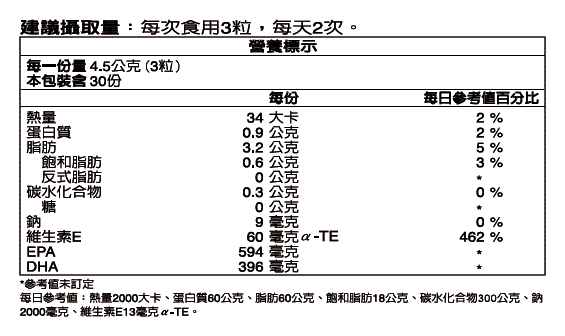 建議攝取量：每次食用3粒，每天2次。
營養標示
每一份量 4.5公克 (3粒)
本包裝含 30份
每份 每日參考值百分比
熱量 34 大卡 2 %
蛋白質 0.9 公克 2 %
脂肪 3.2 公克 5 %
飽和脂肪 0.6 公克 3 %
反式脂肪 0 公克 *
碳水化合物 0.3 公克 0 %
糖 0 公克 *
鈉 9 毫克 0 %
維生素E 60 毫克α-TE 462 %
EPA 594 毫克 *
DHA 396 毫克 *
*參考值未訂定
每日參考值：熱量2000大卡、蛋白質60公克、脂肪60公克、飽和脂肪18公克、碳水化合物300公克、鈉
2000毫克、維生素E13毫克α-TE。